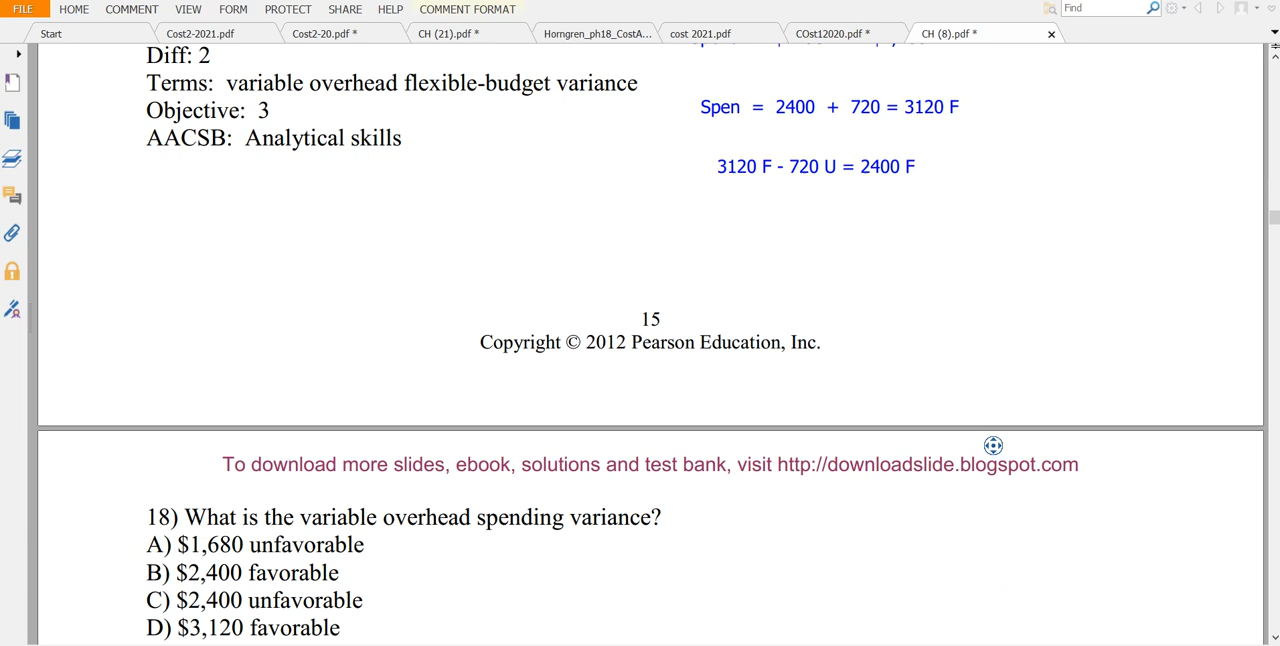 FILE HOME COMMENT VIEW FORM PROTECT SHARE HELP COMMENT FORMAT Find
Start Cost2-2021.pdf Cost2-20.pdf * CH (21).pdf * Horngren_ph18_CostA... cost 2021.pdf COst12020.pdf * CH (8).pdf *
Diff: 2
Terms: variable overhead flexible-budget variance
Objective: 3
AACSB: Analytical skills
Spen = 2400 + 720 = 3120 F
3120 F - 720 U = 2400 F
15
Copyright © 2012 Pearson Education, Inc.
To download more slides, ebook, solutions and test bank, visit http://downloadslide.blogspot.com
18) What is the variable overhead spending variance?
A) $1,680 unfavorable
B) $2,400 favorable
C) $2,400 unfavorable
D) $3,120 favorable